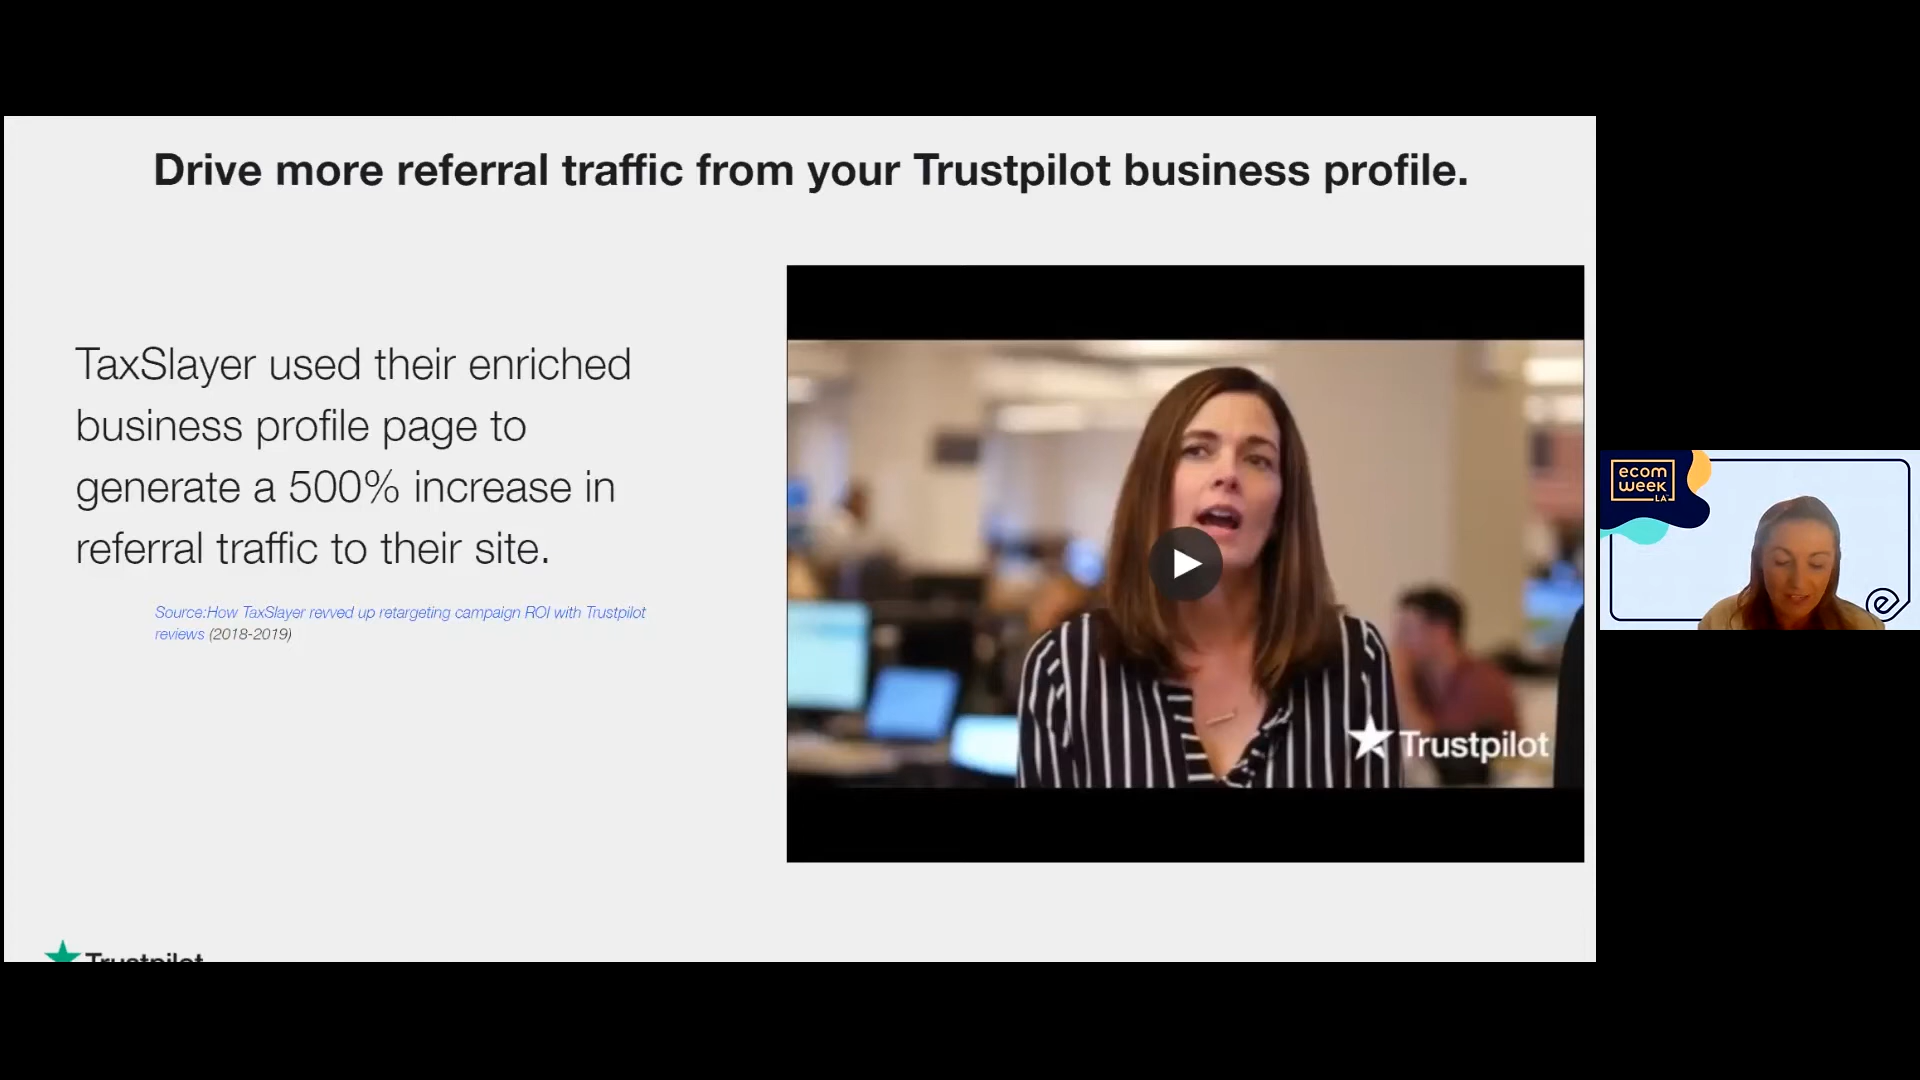 Drive more referral traffic from your Trustpilot business profile.
TaxSlayer used their enriched
business profile page to
generate a 500% increase in
referral traffic to their site.
Source:How TaxSlayer revved up retargeting campaign ROI with Trustpilot
reviews (2018-2019)
Trustpilot
Trustpilot
ecom
week
LA